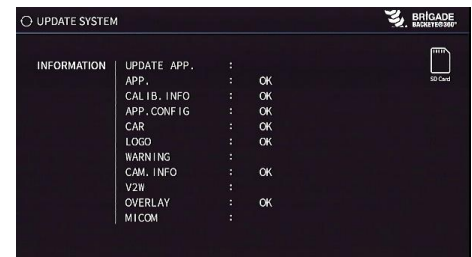 UPDATE SYSTEM
BRIGADE
BACKEYE®360°
SD Card
INFORMATION
UPDATE APP. :
APP. : OK
CALIB. INFO : OK
APP.CONFIG : OK
CAR : OK
LOGO : OK
WARNING :
CAM. INFO : OK
V2W :
OVERLAY : OK
MICOM :